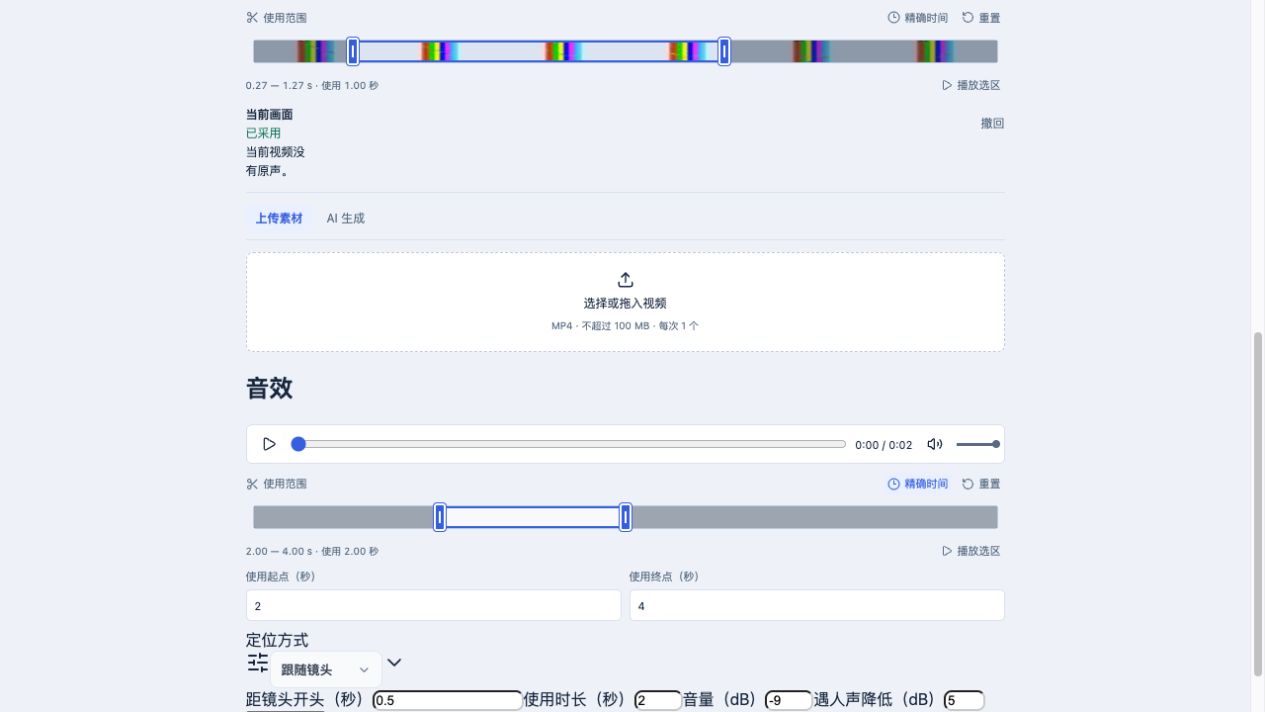 使用范围 精确时间 重置
0.27 — 1.27 s · 使用 1.00 秒 播放选区
当前画面
已采用
当前视频没
有原声。
撤回
上传素材 AI 生成
选择或拖入视频
MP4 · 不超过 100 MB · 每次 1 个
音效
0:00 / 0:02
使用范围 精确时间 重置
2.00 — 4.00 s · 使用 2.00 秒 播放选区
使用起点（秒） 使用终点（秒）
2 4
定位方式
跟随镜头
距镜头开头（秒） 0.5 使用时长（秒） 2 音量（dB） -9 遇人声降低（dB） 5